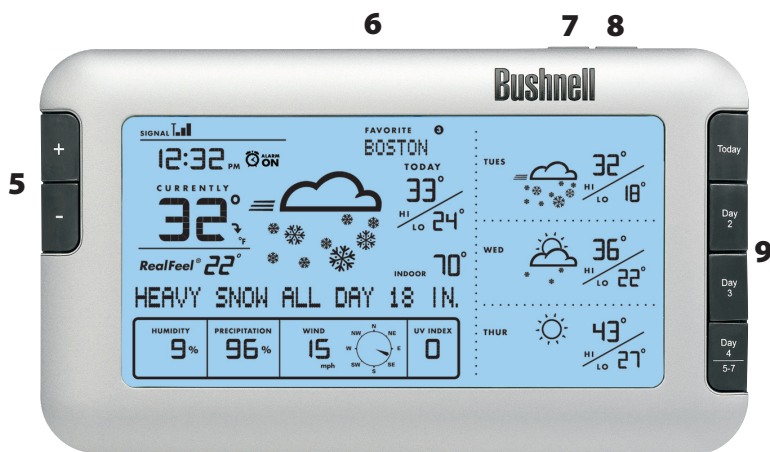 6
7 8
Bushnell
5
+
-
SIGNAL
12:32 PM ALARM ON
FAVORITE 3
BOSTON
CURRENTLY
32° °F
RealFeel® 22°
TODAY
33°
HI
LO 24°
INDOOR 70°
HEAVY SNOW ALL DAY 18 IN.
HUMIDITY
9%
PRECIPITATION
96%
WIND
15
mph
N
NW NE
W E
SW SE
S
UV INDEX
0
TUES
32°
HI
LO 18°
WED
36°
HI
LO 22°
THUR
43°
HI
LO 27°
9
Today
Day
2
Day
3
Day
4
5-7